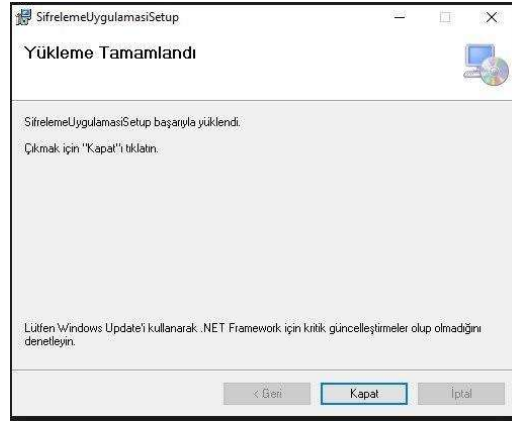 SifrelemeUygulamasiSetup
Yükleme Tamamlandı
SifrelemeUygulamasiSetup başarıyla yüklendi.
Çıkmak için "Kapat"ı tıklatın.
Lütfen Windows Update'i kullanarak .NET Framework için kritik güncelleştirmeler olup olmadığını
denetleyin.
< Geri
Kapat
İptal